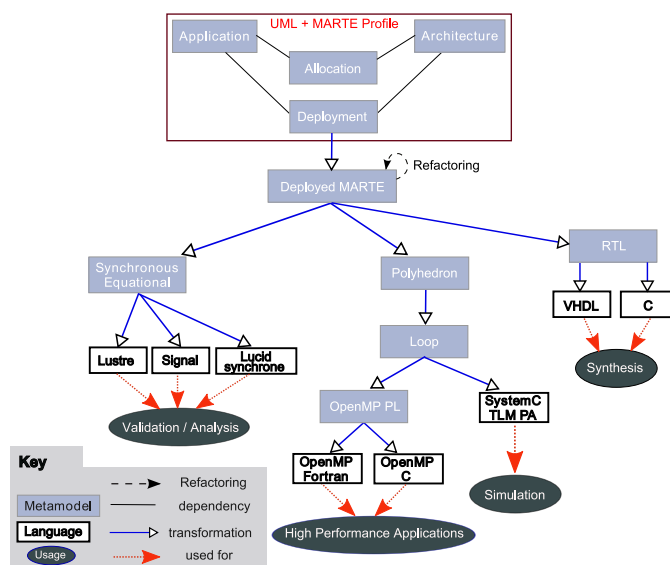 UML + MARTE Profile
Application
Architecture
Allocation
Deployment
Refactoring
Deployed MARTE
RTL
Synchronous
Equational
Polyhedron
VHDL
C
Loop
Lustre
Signal
Lucid
synchrone
Synthesis
OpenMP PL
SystemC
TLM PA
Validation / Analysis
OpenMP
Fortran
OpenMP
C
Simulation
High Performance Applications
Key
Refactoring
Metamodel
dependency
Language
transformation
Usage
used for